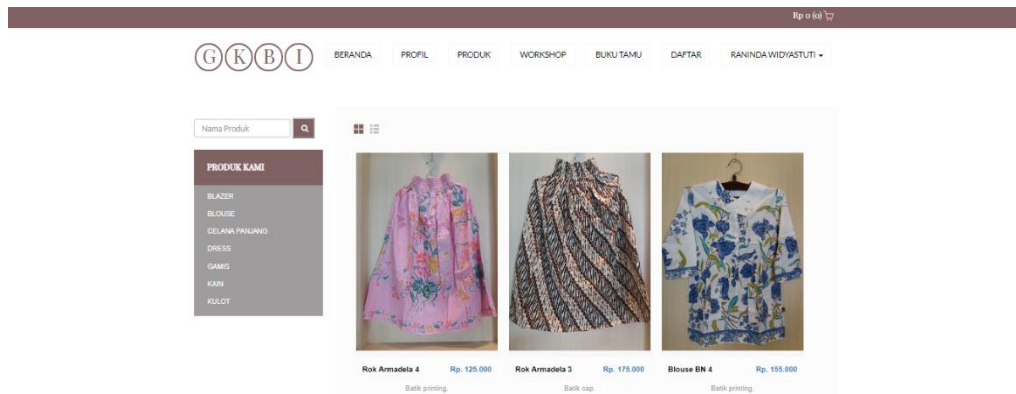 Rp 0 (0)
G K B I
BERANDA PROFIL PRODUK WORKSHOP BUKU TAMU DAFTAR RANINDA WIDYASTUTI
Nama Produk
PRODUK KAMI
BLAZER
BLOUSE
CELANA PANJANG
DRESS
GAMIS
KAIN
KULOT
Rok Armadela 4 Rp. 125.000
Batik printing.
Rok Armadela 3 Rp. 175.000
Batik cap.
Blouse BN 4 Rp. 155.000
Batik printing.